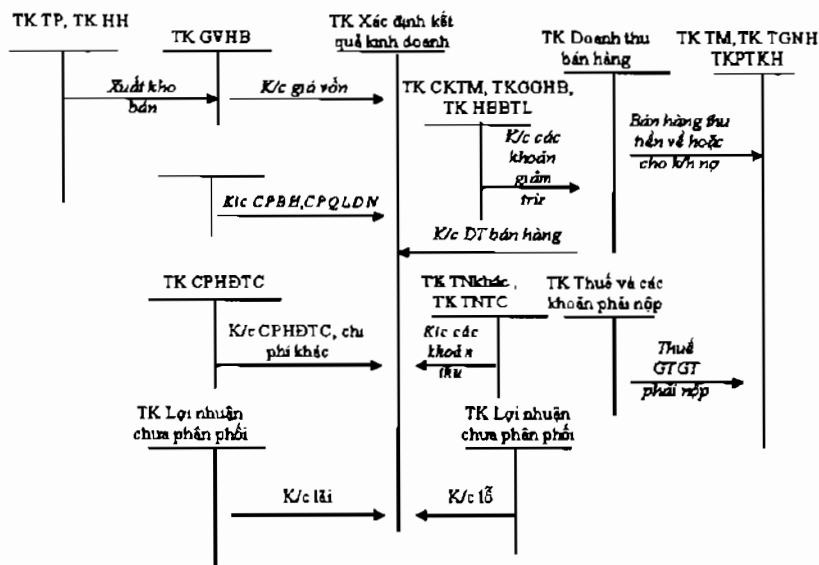 TK TP, TK HH
TK GVHB
TK Xác định kết
quả kinh doanh
TK Doanh thu
bán hàng
TK TM, TK TGNH
TKPTKH
Xuất kho
bán
K/c giá vốn
TK CKTM, TKGGHB,
TK HBBTL
K/c các
khoản
giảm
trừ
Bán hàng thu
tiền về hoặc
cho k/h nợ
K/c CPBH, CPQLDN
K/c DT bán hàng
TK CPHĐTC
TK TNkhác,
TK TNTC
TK Thuế và các
khoản phải nộp
K/c CPHĐTC, chi
phí khác
K/c các
khoản
thu
Thuế
GTGT
phải nộp
TK Lợi nhuận
chưa phân phối
TK Lợi nhuận
chưa phân phối
K/c lãi
K/c lỗ